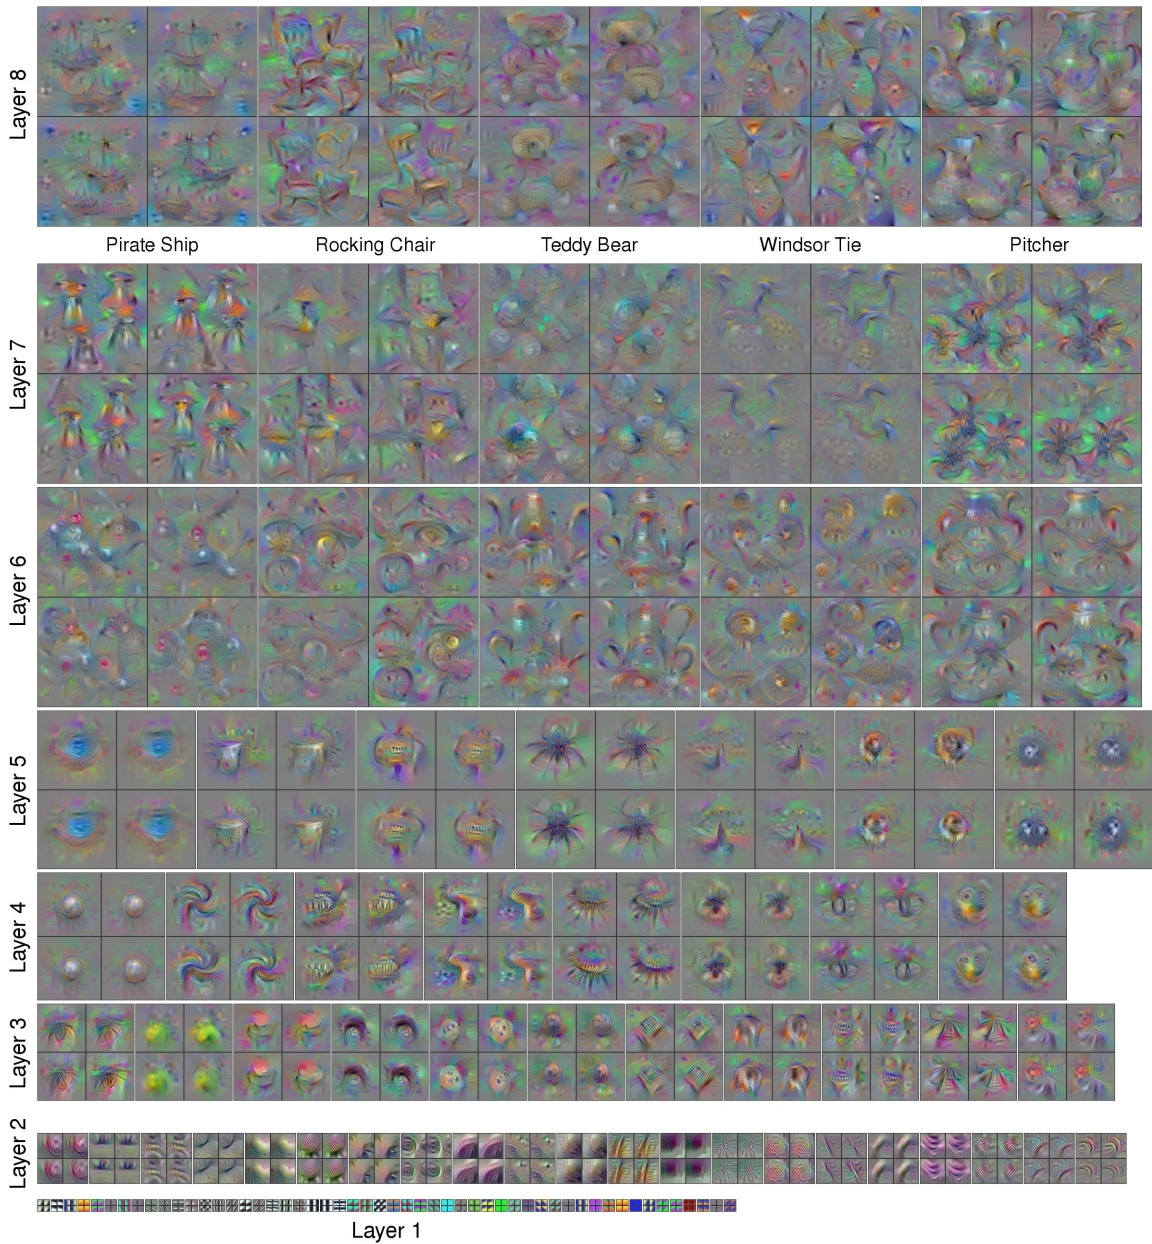 Layer 8
Pirate Ship
Rocking Chair
Teddy Bear
Windsor Tie
Pitcher
Layer 7
Layer 6
Layer 5
Layer 4
Layer 3
Layer 2
Layer 1